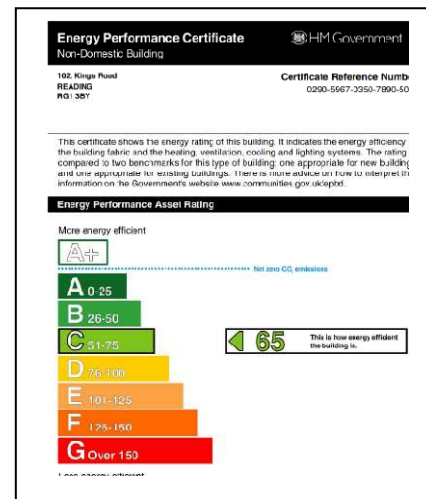 Energy Performance Certificate
Non-Domestic Building
HM Government
102, Kings Road
READING
RG1 3BY
Certificate Reference Numb
0290-5967-0350-7890-50
This certificate shows the energy rating of this building. It indicates the energy efficiency
the building fabric and the heating, ventilation, cooling and lighting systems. The rating
compared to two benchmarks for this type of building: one appropriate for new building
and one appropriate for existing buildings. There is more advice on how to interpret th
information on the Government's website www.communities.gov.uk/epbd.
Energy Performance Asset Rating
More energy efficient
A+
Net zero CO₂ emissions
A 0-25
B 26-50
C 51-75
65
This is how energy efficient
the building is.
D 76-100
E 101-125
F 126-150
G Over 150
Less energy efficient